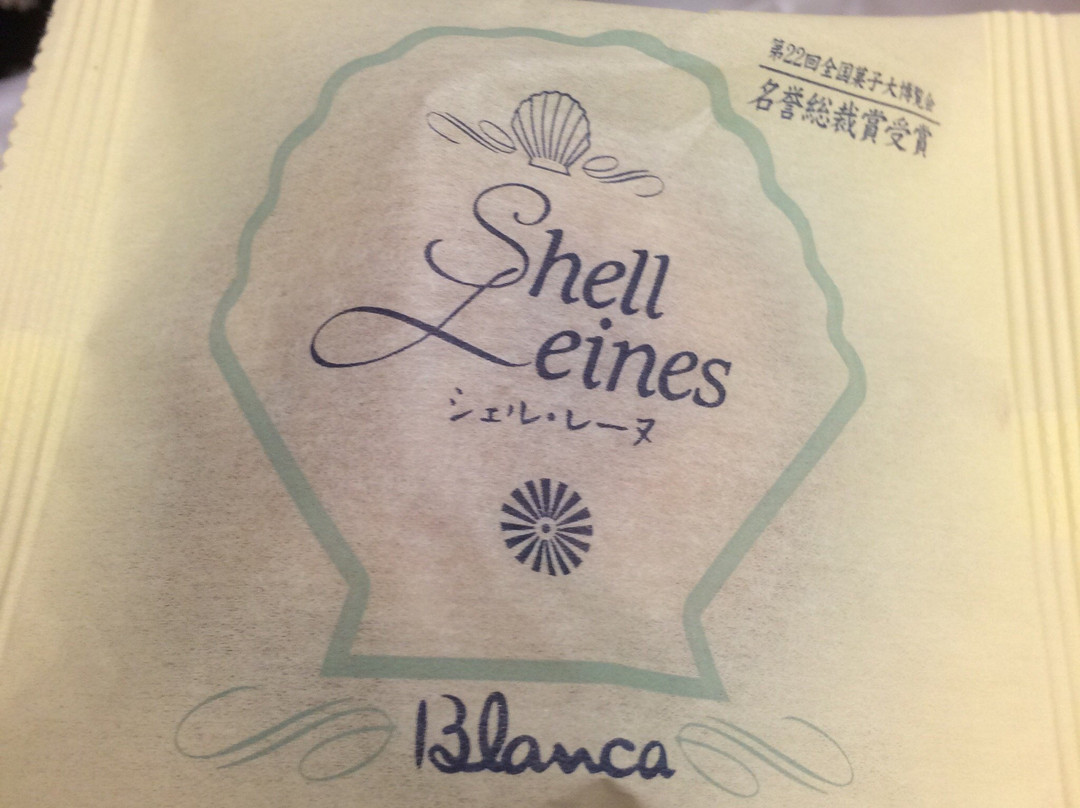 第22回全国菓子大博覧会
名誉総裁賞受賞
Shell
Leines
シェル・レーヌ
Blanca